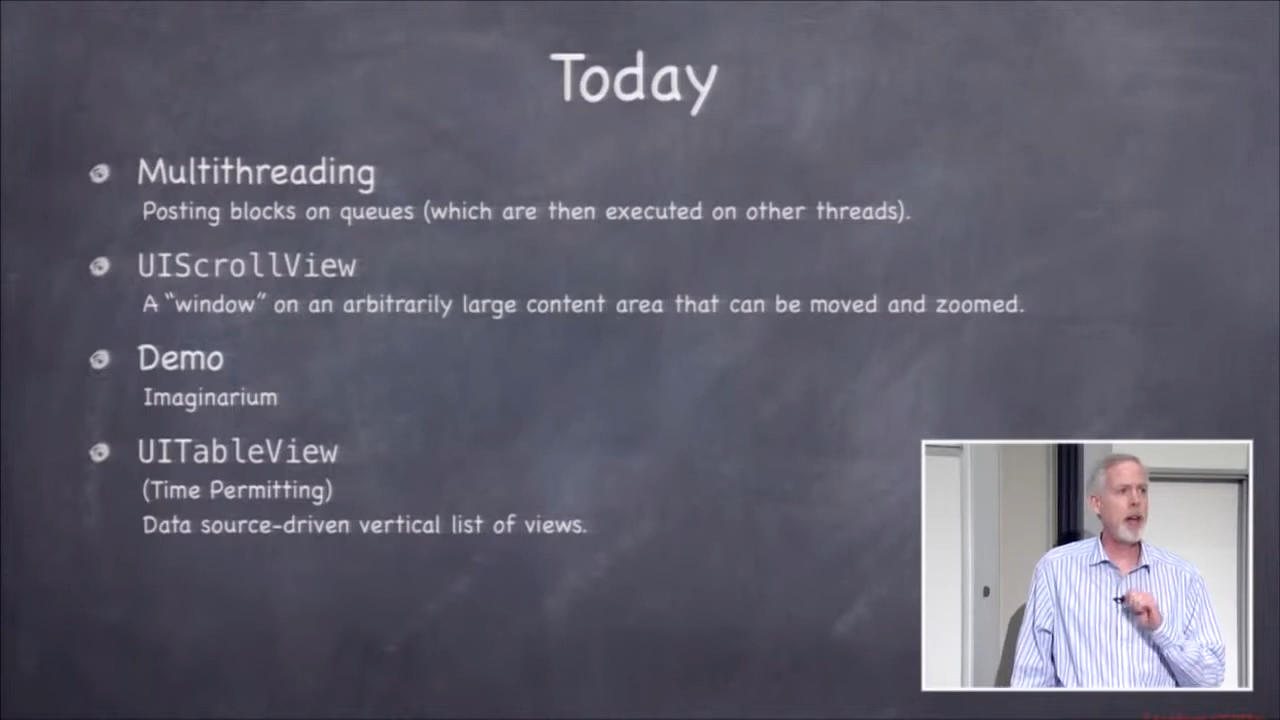 Today
Multithreading
Posting blocks on queues (which are then executed on other threads).
UIScrollView
A “window” on an arbitrarily large content area that can be moved and zoomed.
Demo
Imaginarium
UITableView
(Time Permitting)
Data source-driven vertical list of views.